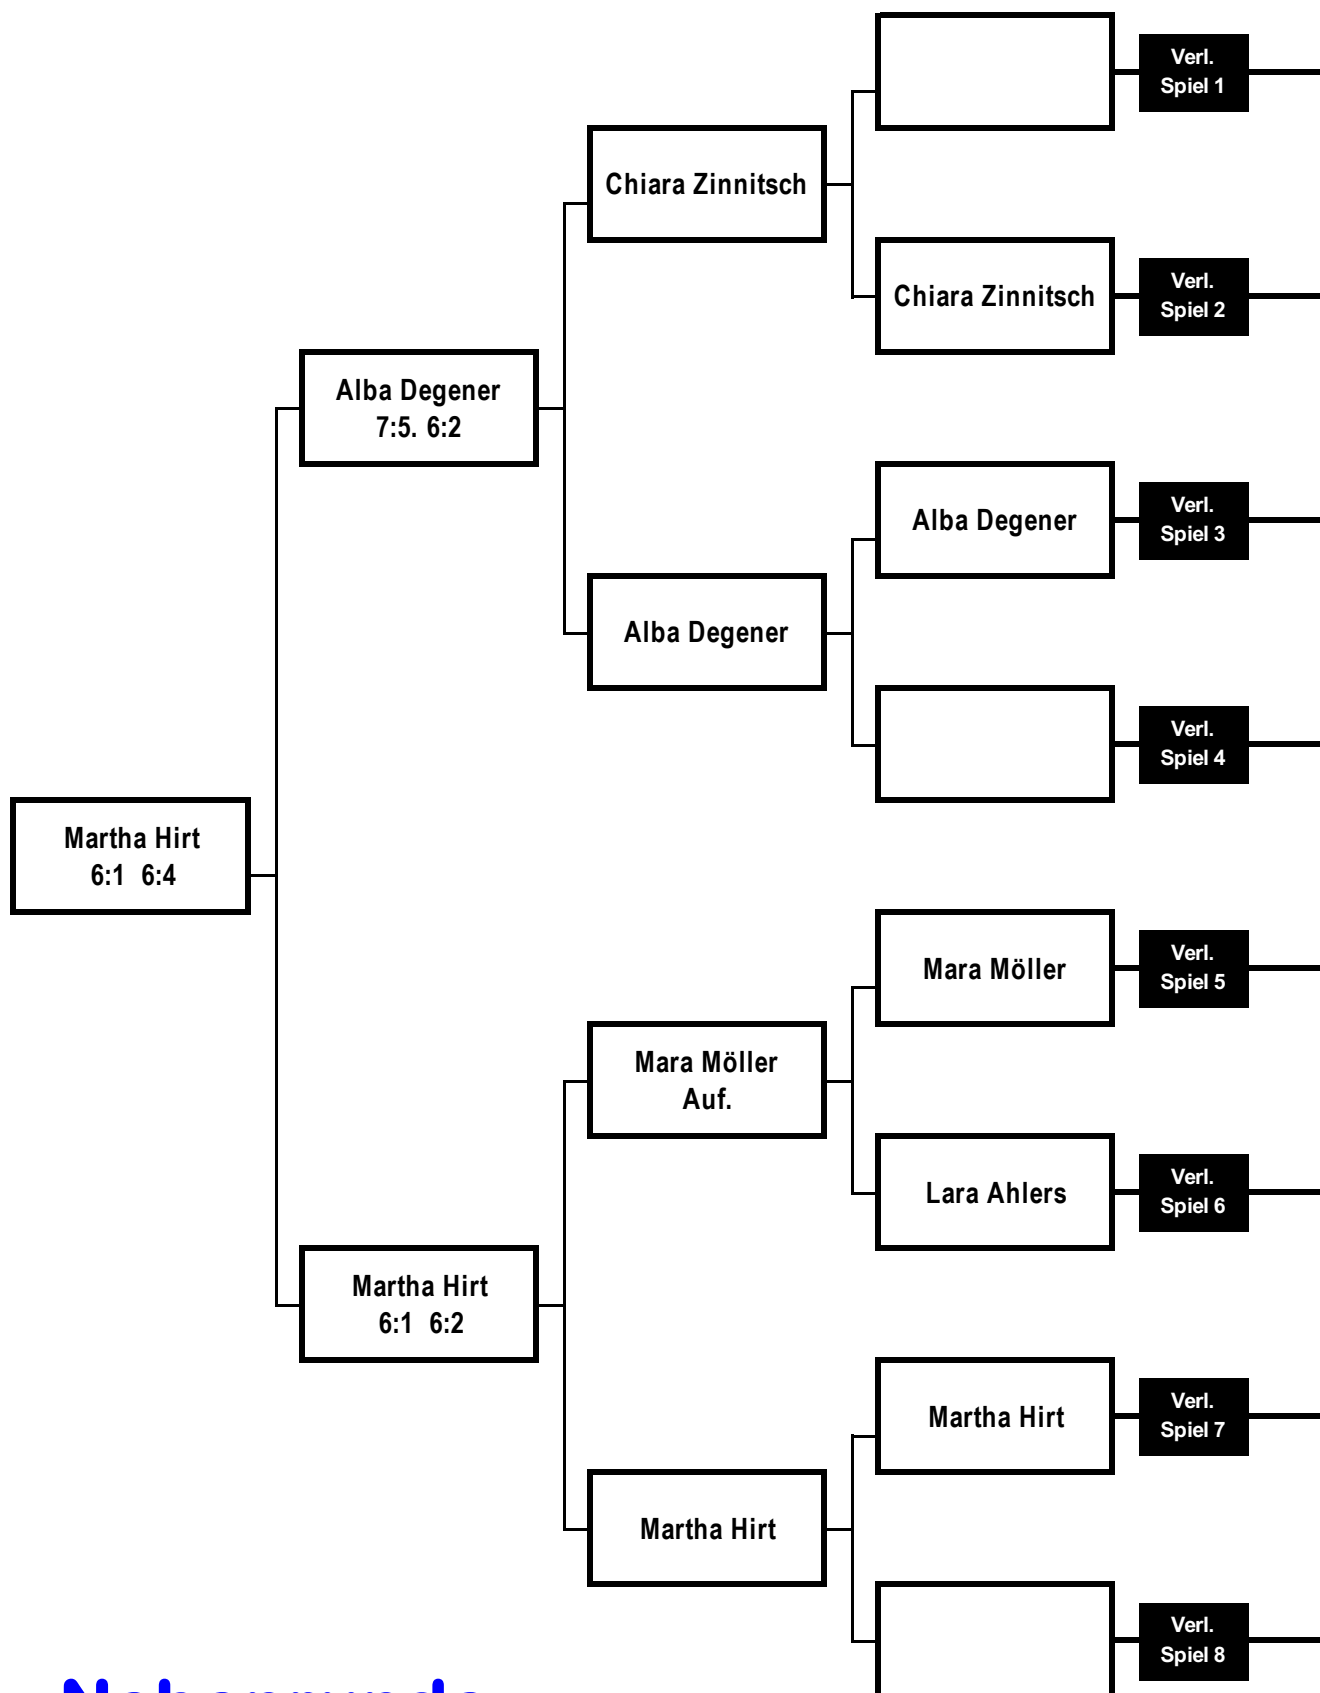 Verl.
Spiel 1
Chiara Zinnitsch
Chiara Zinnitsch
Verl.
Spiel 2
Alba Degener
7:5. 6:2
Alba Degener
Verl.
Spiel 3
Alba Degener
Verl.
Spiel 4
Martha Hirt
6:1 6:4
Mara Möller
Verl.
Spiel 5
Mara Möller
Auf.
Lara Ahlers
Verl.
Spiel 6
Martha Hirt
6:1 6:2
Martha Hirt
Verl.
Spiel 7
Martha Hirt
Verl.
Spiel 8